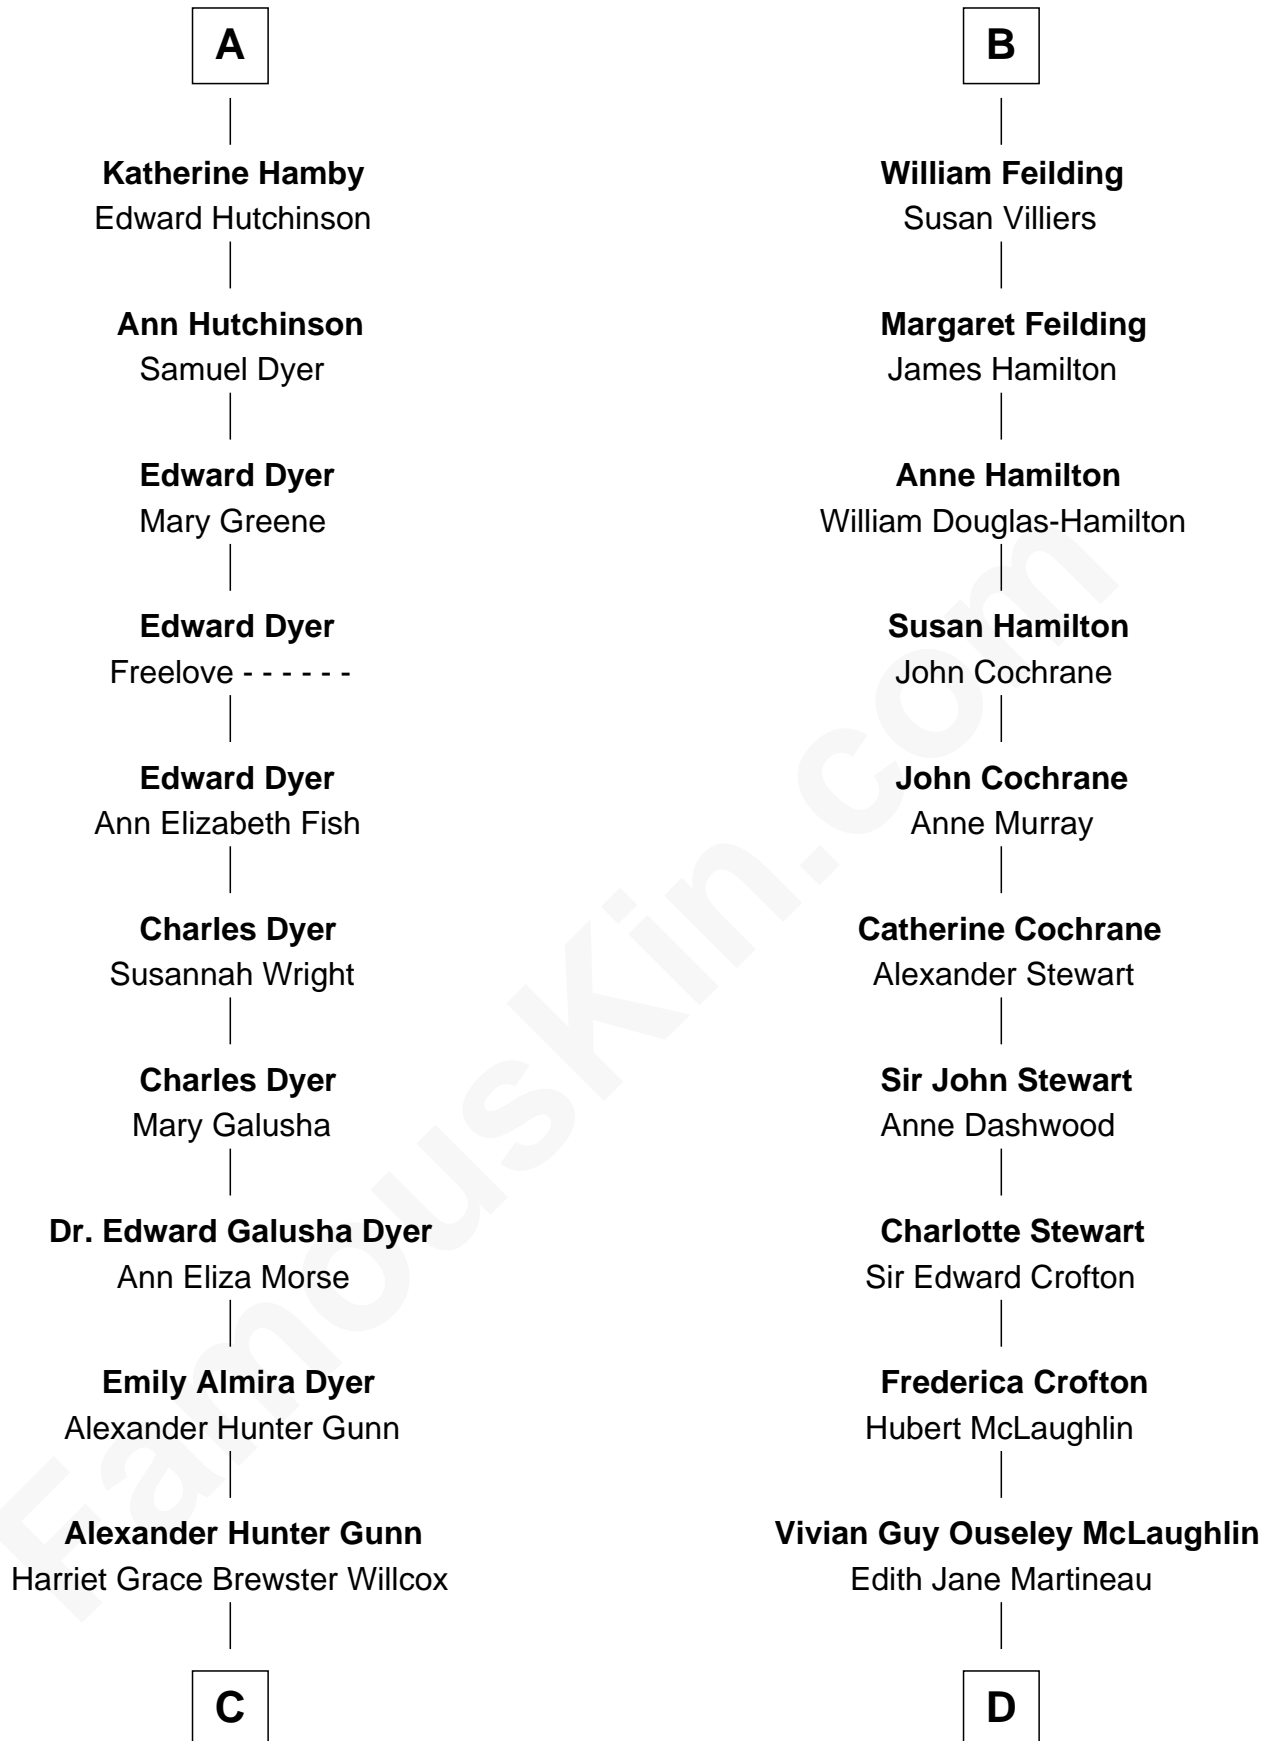 A
Katherine Hamby
Edward Hutchinson
Ann Hutchinson
Samuel Dyer
Edward Dyer
Mary Greene
Edward Dyer
Freelove - - - - - -
Edward Dyer
Ann Elizabeth Fish
Charles Dyer
Susannah Wright
Charles Dyer
Mary Galusha
Dr. Edward Galusha Dyer
Ann Eliza Morse
Emily Almira Dyer
Alexander Hunter Gunn
Alexander Hunter Gunn
Harriet Grace Brewster Willcox
C
B
William Feilding
Susan Villiers
Margaret Feilding
James Hamilton
Anne Hamilton
William Douglas-Hamilton
Susan Hamilton
John Cochrane
John Cochrane
Anne Murray
Catherine Cochrane
Alexander Stewart
Sir John Stewart
Anne Dashwood
Charlotte Stewart
Sir Edward Crofton
Frederica Crofton
Hubert McLaughlin
Vivian Guy Ouseley McLaughlin
Edith Jane Martineau
D
FamousKin.com